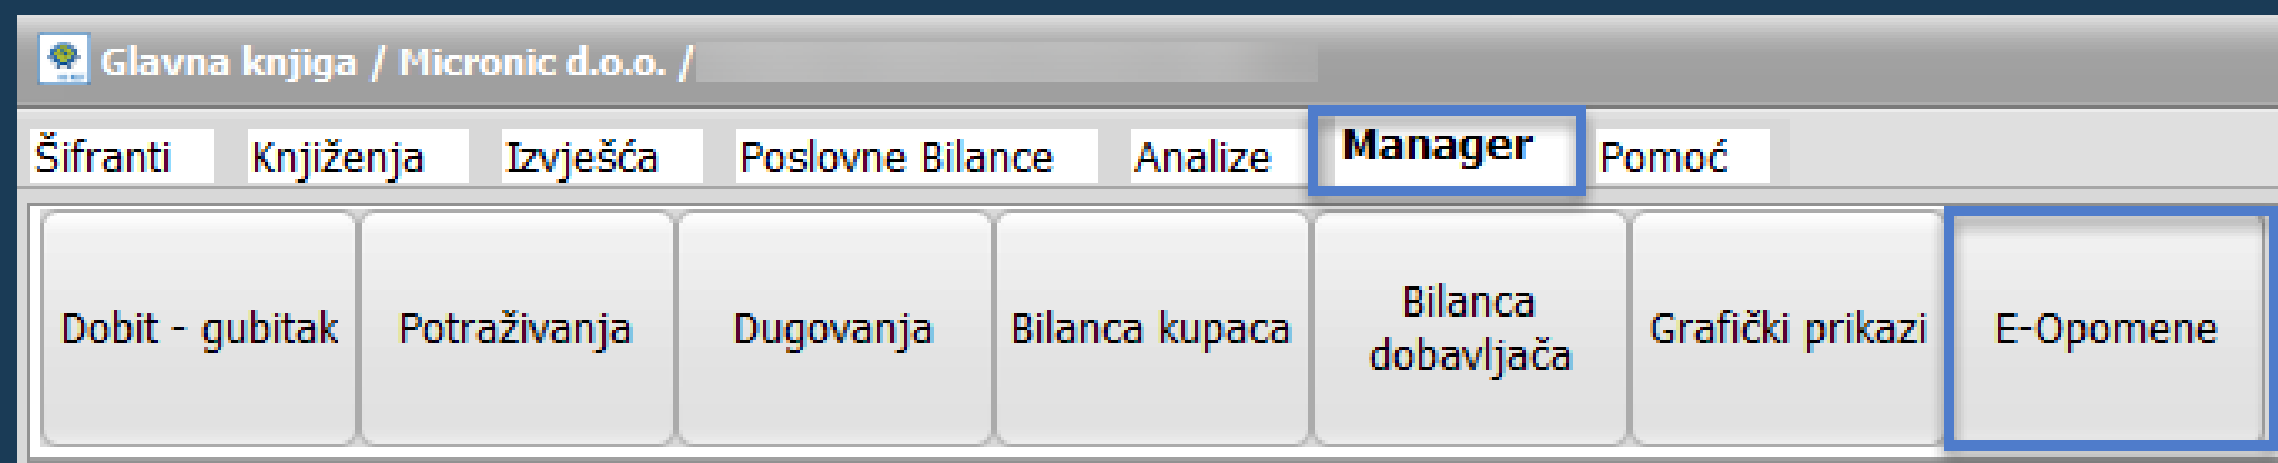 Glavna knjiga / Micronic d.o.o. /
Šifranti Knjiženja Izvješća Poslovne Bilance Analize Manager Pomoć
Dobit - gubitak Potraživanja Dugovanja Bilanca kupaca Bilanca dobavljača Grafički prikazi E-Opomene